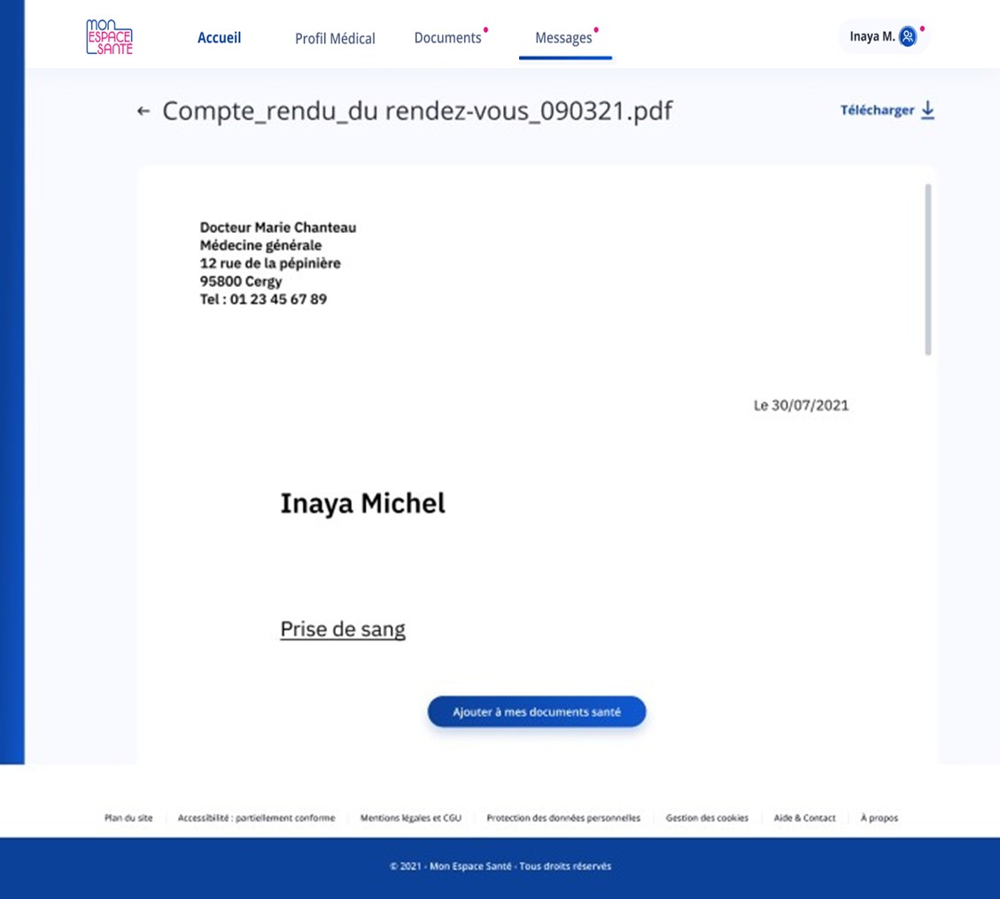 MON
ESPACE
SANTÉ
Accueil
Profil Médical
Documents
Messages
Inaya M.
← Compte_rendu_du rendez-vous_090321.pdf
Télécharger
Docteur Marie Chanteau
Médecine générale
12 rue de la pépinière
95800 Cergy
Tel : 01 23 45 67 89
Le 30/07/2021
Inaya Michel
Prise de sang
Ajouter à mes documents santé
Plan du site
Accessibilité : partiellement conforme
Mentions légales et CGU
Protection des données personnelles
Gestion des cookies
Aide & Contact
À propos
© 2021 - Mon Espace Santé - Tous droits réservés